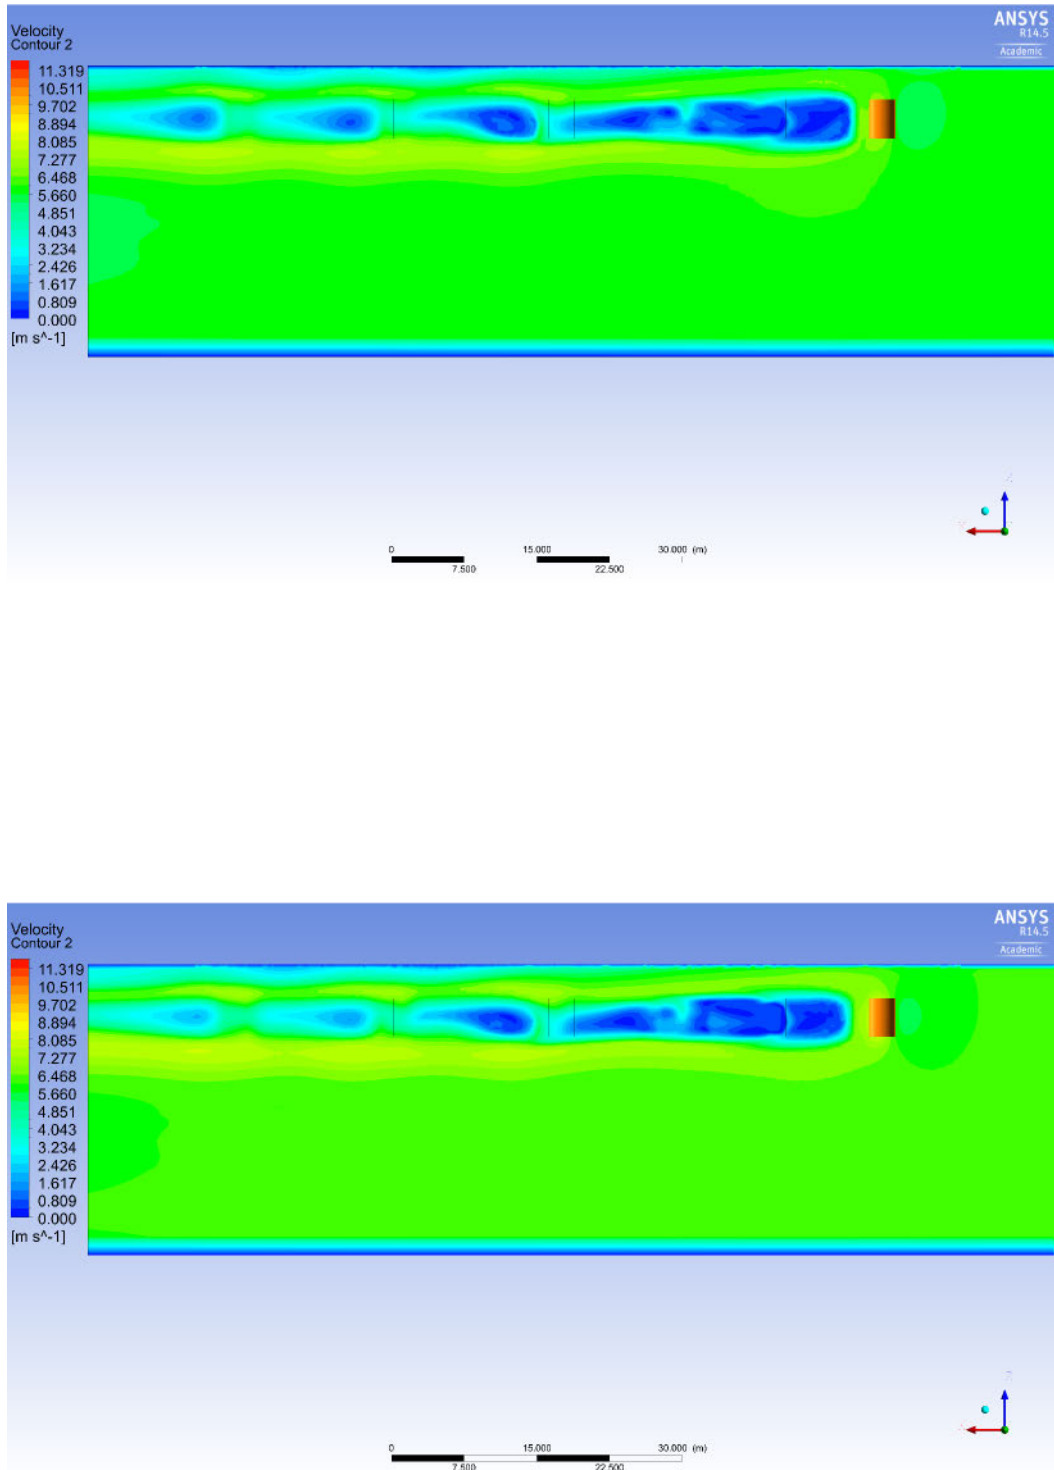 Velocity
Contour 2
11.319
10.511
9.702
8.894
8.085
7.277
6.468
5.660
4.851
4.043
3.234
2.426
1.617
0.809
0.000
[m s^-1]
ANSYS
R14.5
Academic
0 15.000 30.000 (m)
7.500 22.500
Velocity
Contour 2
11.319
10.511
9.702
8.894
8.085
7.277
6.468
5.660
4.851
4.043
3.234
2.426
1.617
0.809
0.000
[m s^-1]
ANSYS
R14.5
Academic
0 15.000 30.000 (m)
7.500 22.500